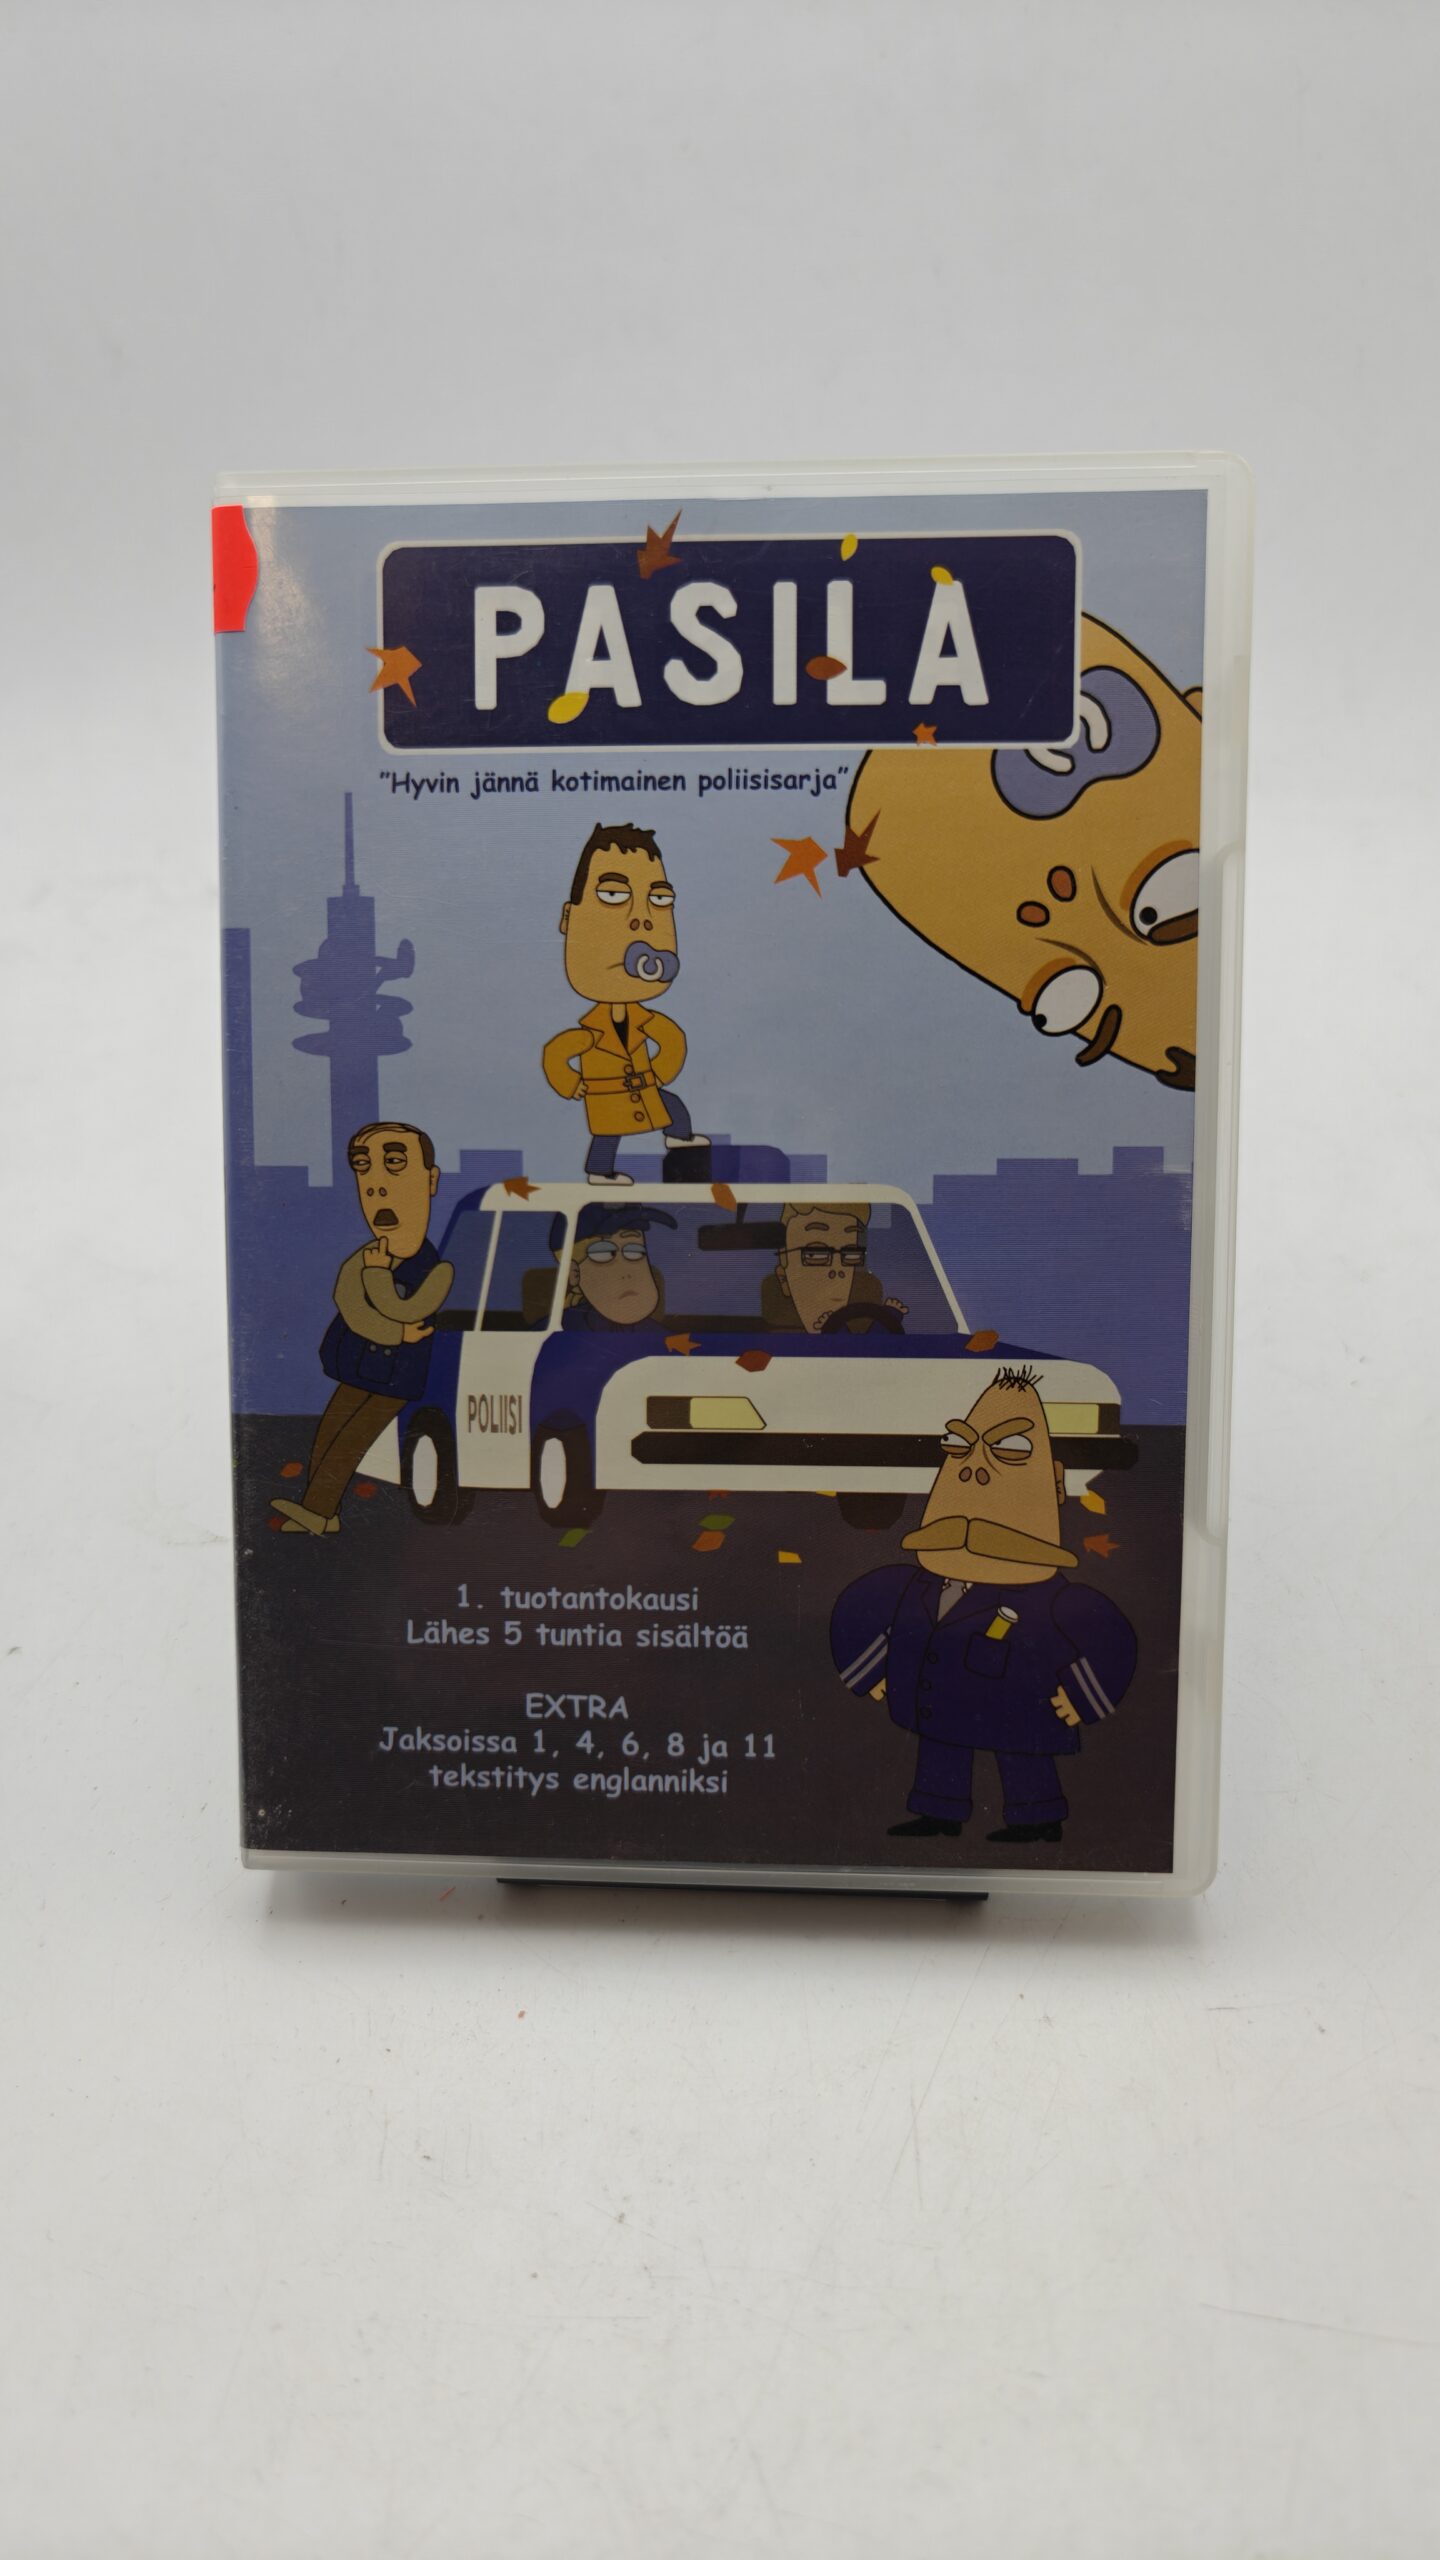 PASILA
"Hyvin jännä kotimainen poliisisarja"
POLIISI
1. tuotantokausi
Lähes 5 tuntia sisältöä
EXTRA
Jaksoissa 1, 4, 6, 8 ja 11
tekstitys englanniksi